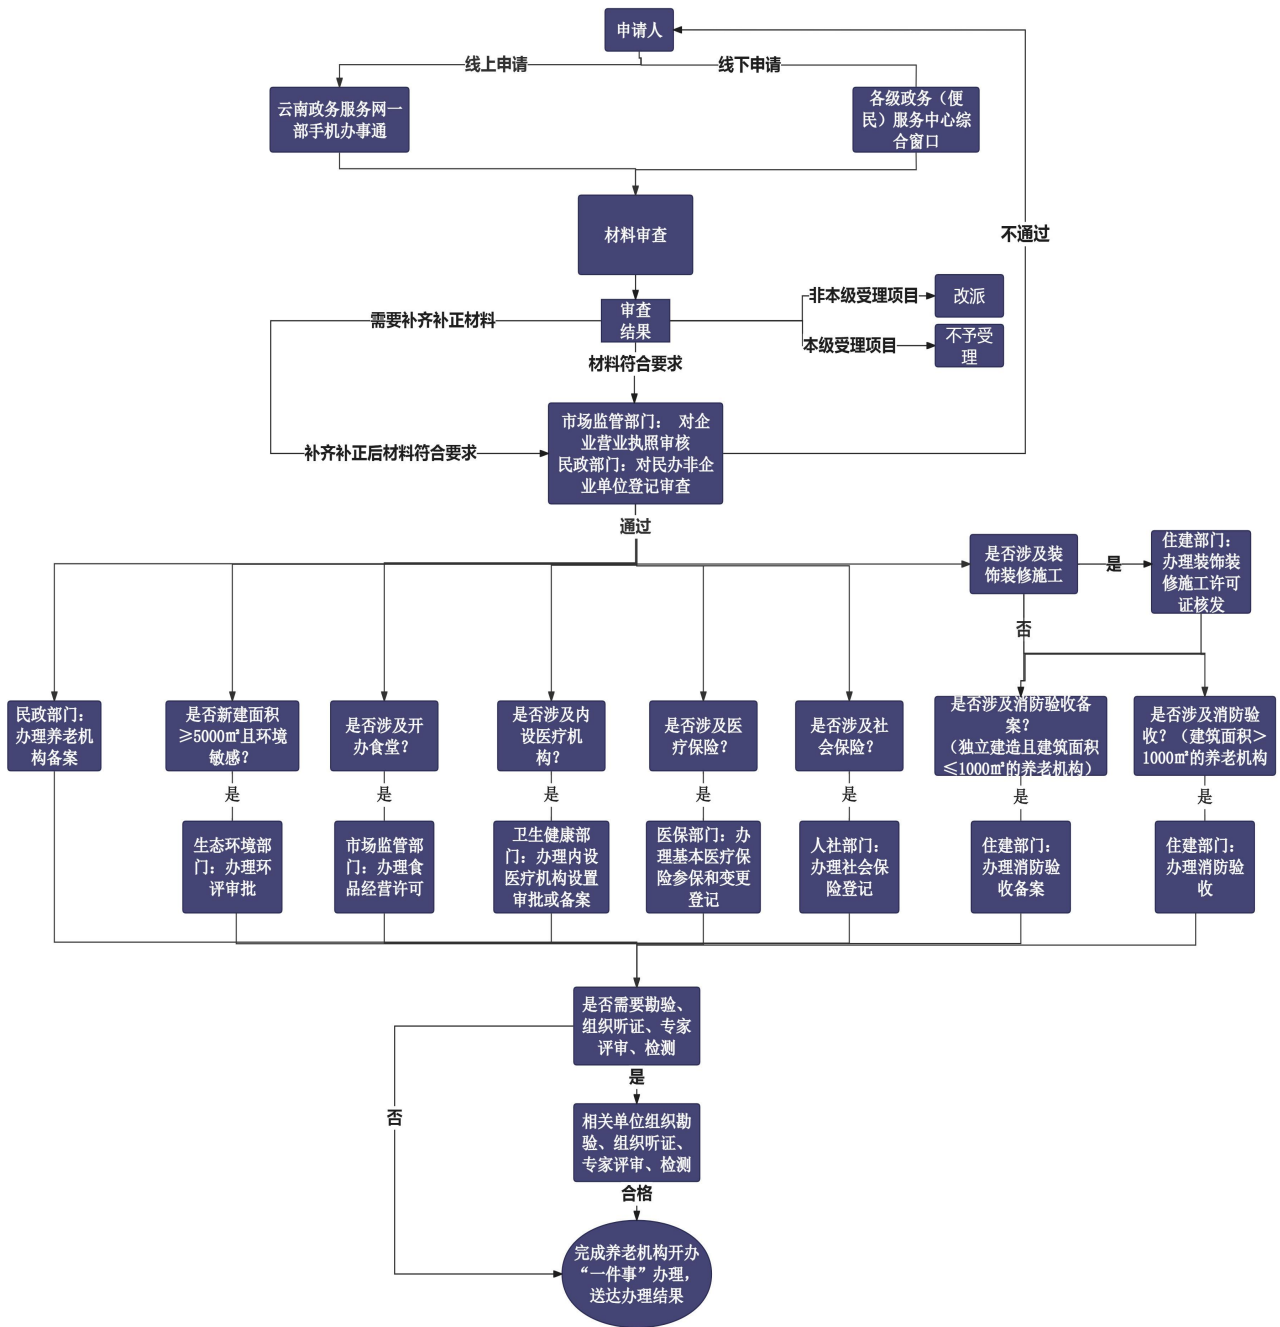 申请人
线上申请
线下申请
云南政务服务网一
部手机办事通
各级政务（便
民）服务中心综
合窗口
材料审查
不通过
审查
结果
需要补齐补正材料
非本级受理项目
改派
本级受理项目
不予受
理
材料符合要求
市场监管部门： 对企
业营业执照审核
民政部门：对民办非企
业单位登记审查
补齐补正后材料符合要求
通过
是否涉及装
饰装修施工
是
住建部门：
办理装饰装
修施工许可
证核发
否
民政部门：
办理养老机
构备案
是否新建面积
≥5000㎡且环境
敏感？
是否涉及开
办食堂？
是否涉及内
设医疗机
构？
是否涉及医
疗保险？
是否涉及社
会保险？
是否涉及消防验收备
案？
（独立建造且建筑面积
≤1000㎡的养老机构）
是否涉及消防验
收？（建筑面积＞
1000㎡的养老机构
是
是
是
是
是
是
是
生态环境部
门：办理环
评审批
市场监管部
门：办理食
品经营许可
卫生健康部
门：办理内设
医疗机构设置
审批或备案
医保部门：办
理基本医疗保
险参保和变更
登记
人社部门：
办理社会保
险登记
住建部门：
办理消防验
收备案
住建部门：
办理消防验
收
是否需要勘验、
组织听证、专家
评审、检测
是
否
相关单位组织勘
验、组织听证、
专家评审、检测
合格
完成养老机构开办
“一件事”办理，
送达办理结果